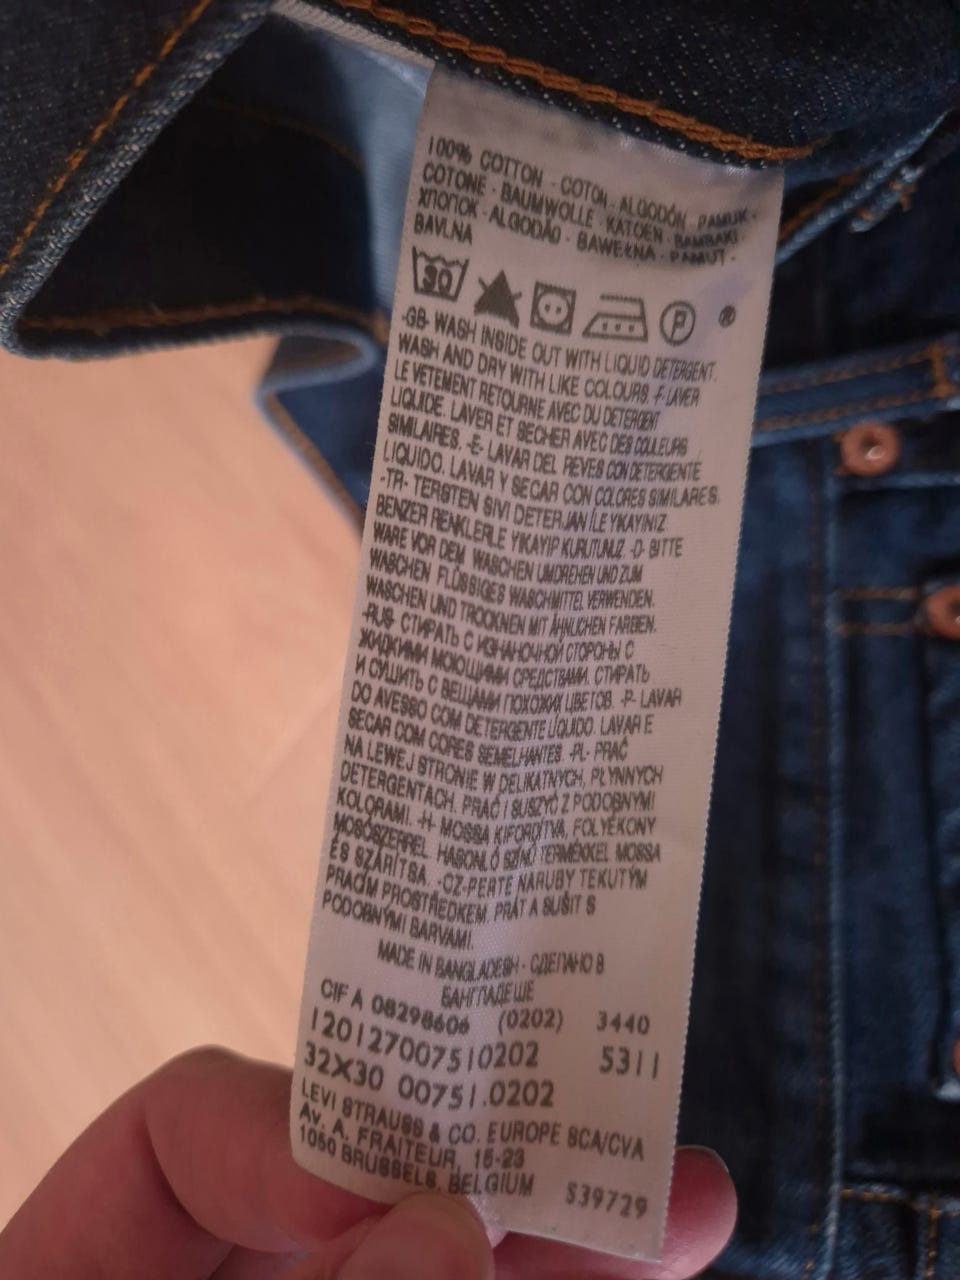 100% COTTON - COTON - ALGODÓN - PAMUK -
COTONE - BAUMWOLLE - KATOEN - BAMBAKI -
ХЛОПОК - ALGODÃO - BAWEŁNA - PAMUT -
BAVLNA
30 P ®
-GB- WASH INSIDE OUT WITH LIQUID DETERGENT.
WASH AND DRY WITH LIKE COLOURS. -F- LAVER
LE VETEMENT RETOURNE AVEC DU DETERGENT
LIQUIDE. LAVER ET SECHER AVEC DES COULEURS
SIMILAIRES. -E- LAVAR DEL REVES CON DETERGENTE
LIQUIDO. LAVAR Y SECAR CON COLORES SIMILARES.
-TR- TERSTEN SIVI DETERJAN İLE YIKAYINIZ.
BENZER RENKLERLE YIKAYIP KURUTUNUZ. -D- BITTE
WARE VOR DEM WASCHEN UMDREHEN UND ZUM
WASCHEN FLÜSSIGES WASCHMITTEL VERWENDEN.
WASCHEN UND TROCKNEN MIT ÄHNLICHEN FARBEN.
-RUS- СТИРАТЬ С ИЗНАНОЧНОЙ СТОРОНЫ С
ЖИДКИМИ МОЮЩИМИ СРЕДСТВАМИ. СТИРАТЬ
И СУШИТЬ С ВЕЩАМИ ПОХОЖИХ ЦВЕТОВ. -P- LAVAR
DO AVESSO COM DETERGENTE LÍQUIDO. LAVAR E
SECAR COM CORES SEMELHANTES. -PL- PRAĆ
NA LEWEJ STRONIE W DELIKATNYCH, PŁYNNYCH
DETERGENTACH. PRAĆ I SUSZYĆ Z PODOBNYMI
KOLORAMI. -H- MOSSA KIFORDÍTVA, FOLYÉKONY
MOSÓSZERREL. HASONLÓ SZÍNŰ TERMÉKKEL MOSSA
ÉS SZÁRÍTSA. -CZ-PERTE NARUBY TEKUTÝM
PRACÍM PROSTŘEDKEM. PRÁT A SUŠIT S
PODOBNÝMI BARVAMI.
MADE IN BANGLADESH - СДЕЛАНО В
БАНГЛАДЕШЕ
CIF A 08298606 (0202) 3440
12012700751 0202 5311
32X30 00751.0202
LEVI STRAUSS & CO. EUROPE SCA/CVA
Av. A. FRAITEUR, 15-23
1050 BRUSSELS, BELGIUM S39729